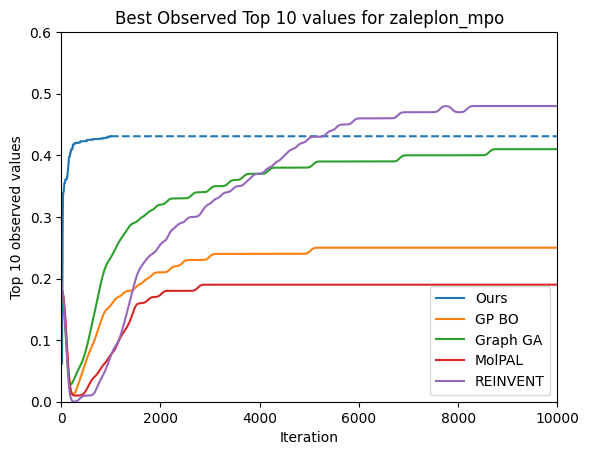 Best Observed Top 10 values for zaleplon_mpo
Top 10 observed values
0.6
0.5
0.4
0.3
0.2
0.1
0.0
0
2000
4000
6000
8000
10000
Iteration
Ours
GP BO
Graph GA
MolPAL
REINVENT